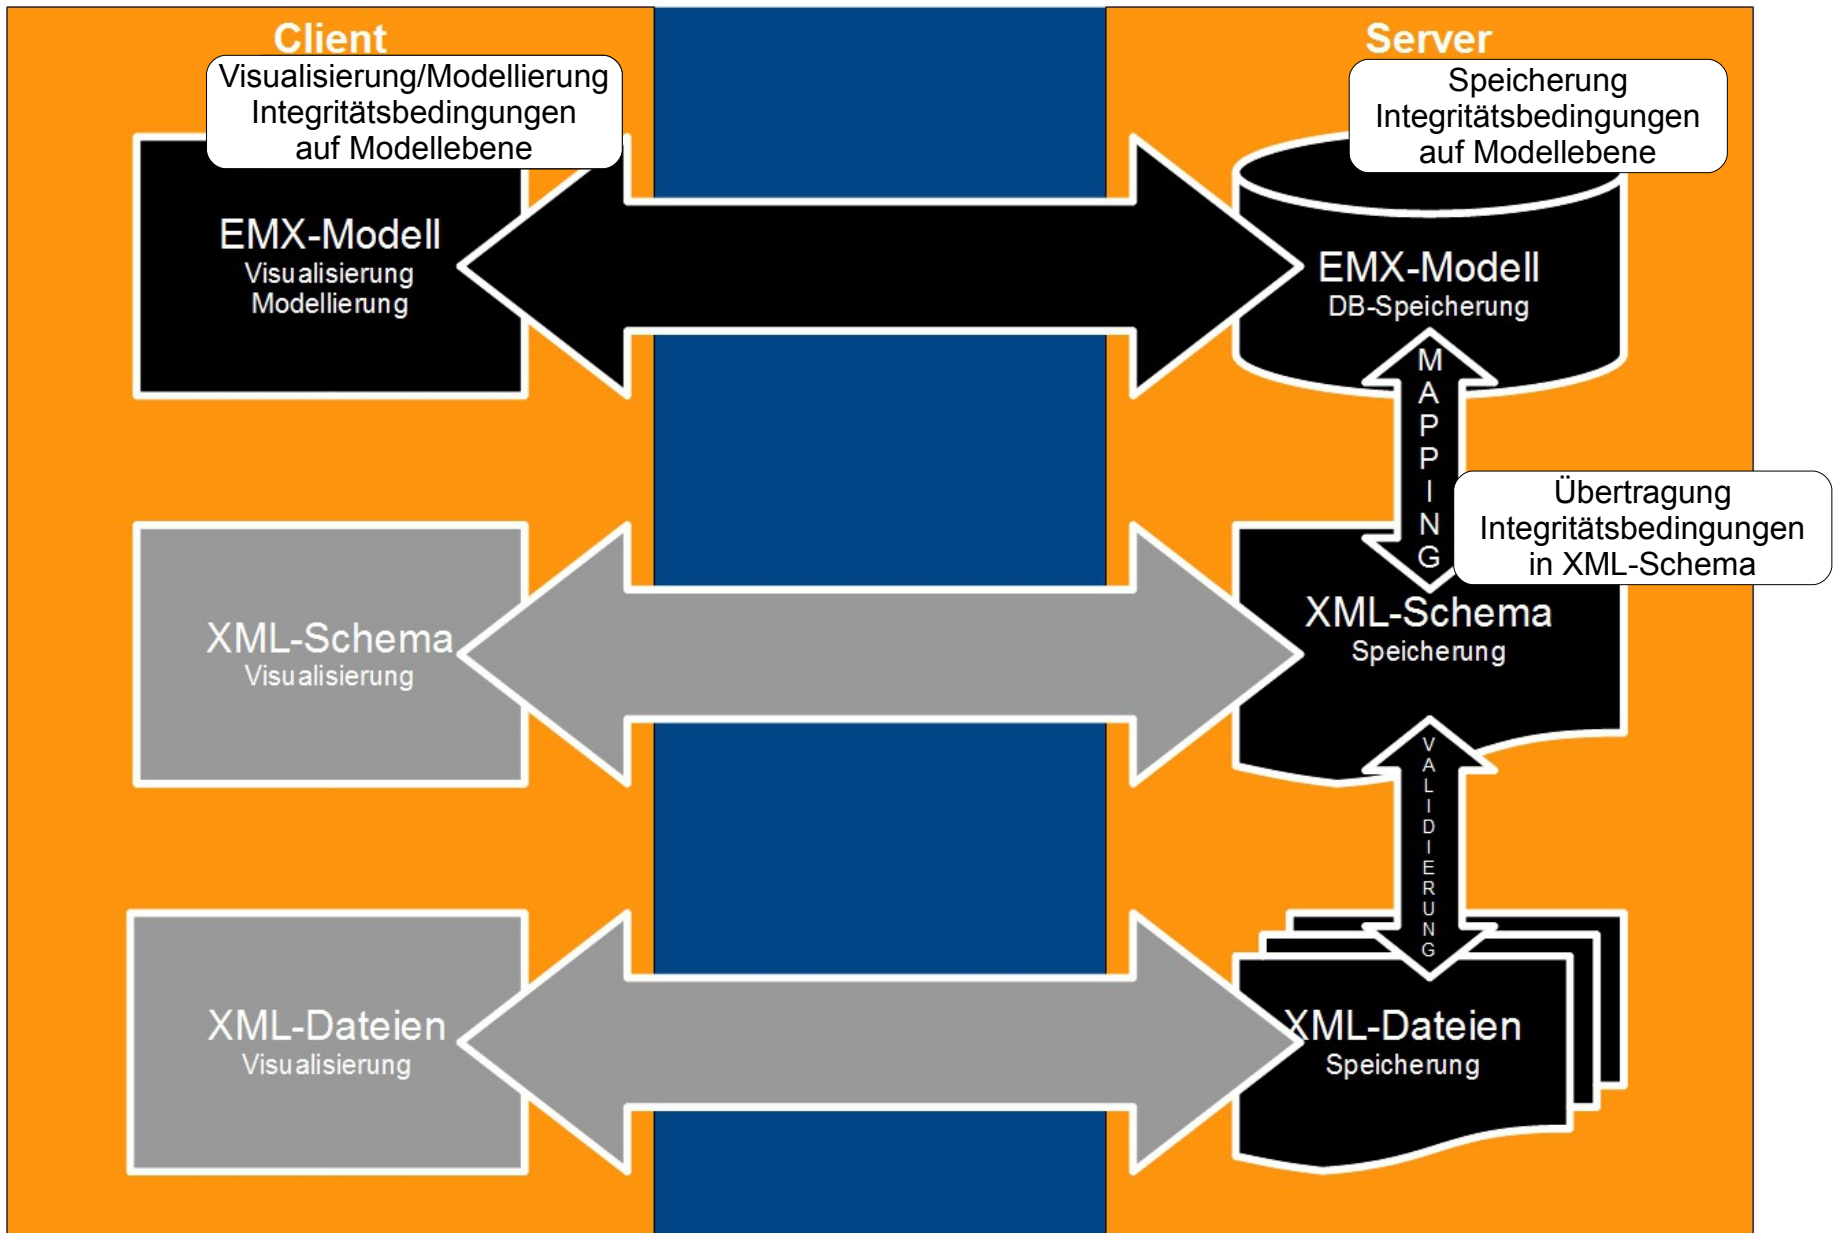 Client
Server
Visualisierung/Modellierung
Integritätsbedingungen
auf Modellebene
Speicherung
Integritätsbedingungen
auf Modellebene
EMX-Modell
Visualisierung
Modellierung
EMX-Modell
DB-Speicherung
MAPPING
Übertragung
Integritätsbedingungen
in XML-Schema
XML-Schema
Visualisierung
XML-Schema
Speicherung
VALIDIERUNG
XML-Dateien
Visualisierung
XML-Dateien
Speicherung